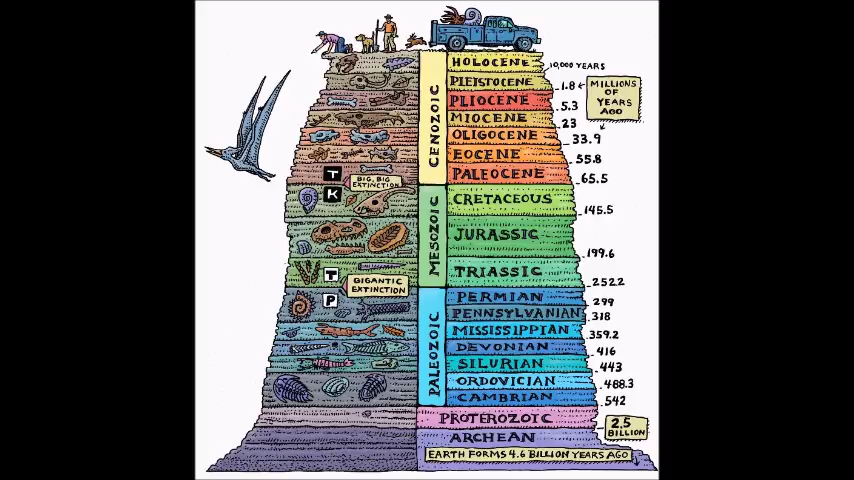 HOLOCENE
10,000 YEARS
PLEISTOCENE
1.8
MILLIONS
OF
YEARS
AGO
PLIOCENE
5.3
MIOCENE
23
OLIGOCENE
33.9
EOCENE
55.8
PALEOCENE
65.5
CENOZOIC
T
BIG, BIG
EXTINCTION
K
CRETACEOUS
145.5
JURASSIC
199.6
TRIASSIC
252.2
MESOZOIC
T
GIGANTIC
EXTINCTION
P
PERMIAN
299
PENNSYLVANIAN
318
MISSISSIPPIAN
359.2
DEVONIAN
416
SILURIAN
443
ORDOVICIAN
488.3
CAMBRIAN
542
PALEOZOIC
PROTEROZOIC
2.5
BILLION
ARCHEAN
EARTH FORMS 4.6 BILLION YEARS AGO